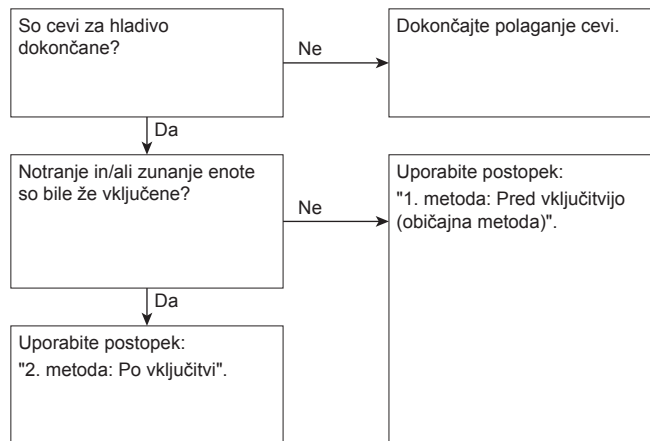 So cevi za hladivo
dokončane?
Ne
Dokončajte polaganje cevi.
Da
Notranje in/ali zunanje enote
so bile že vključene?
Ne
Uporabite postopek:
"1. metoda: Pred vključitvijo
(običajna metoda)".
Da
Uporabite postopek:
"2. metoda: Po vključitvi".